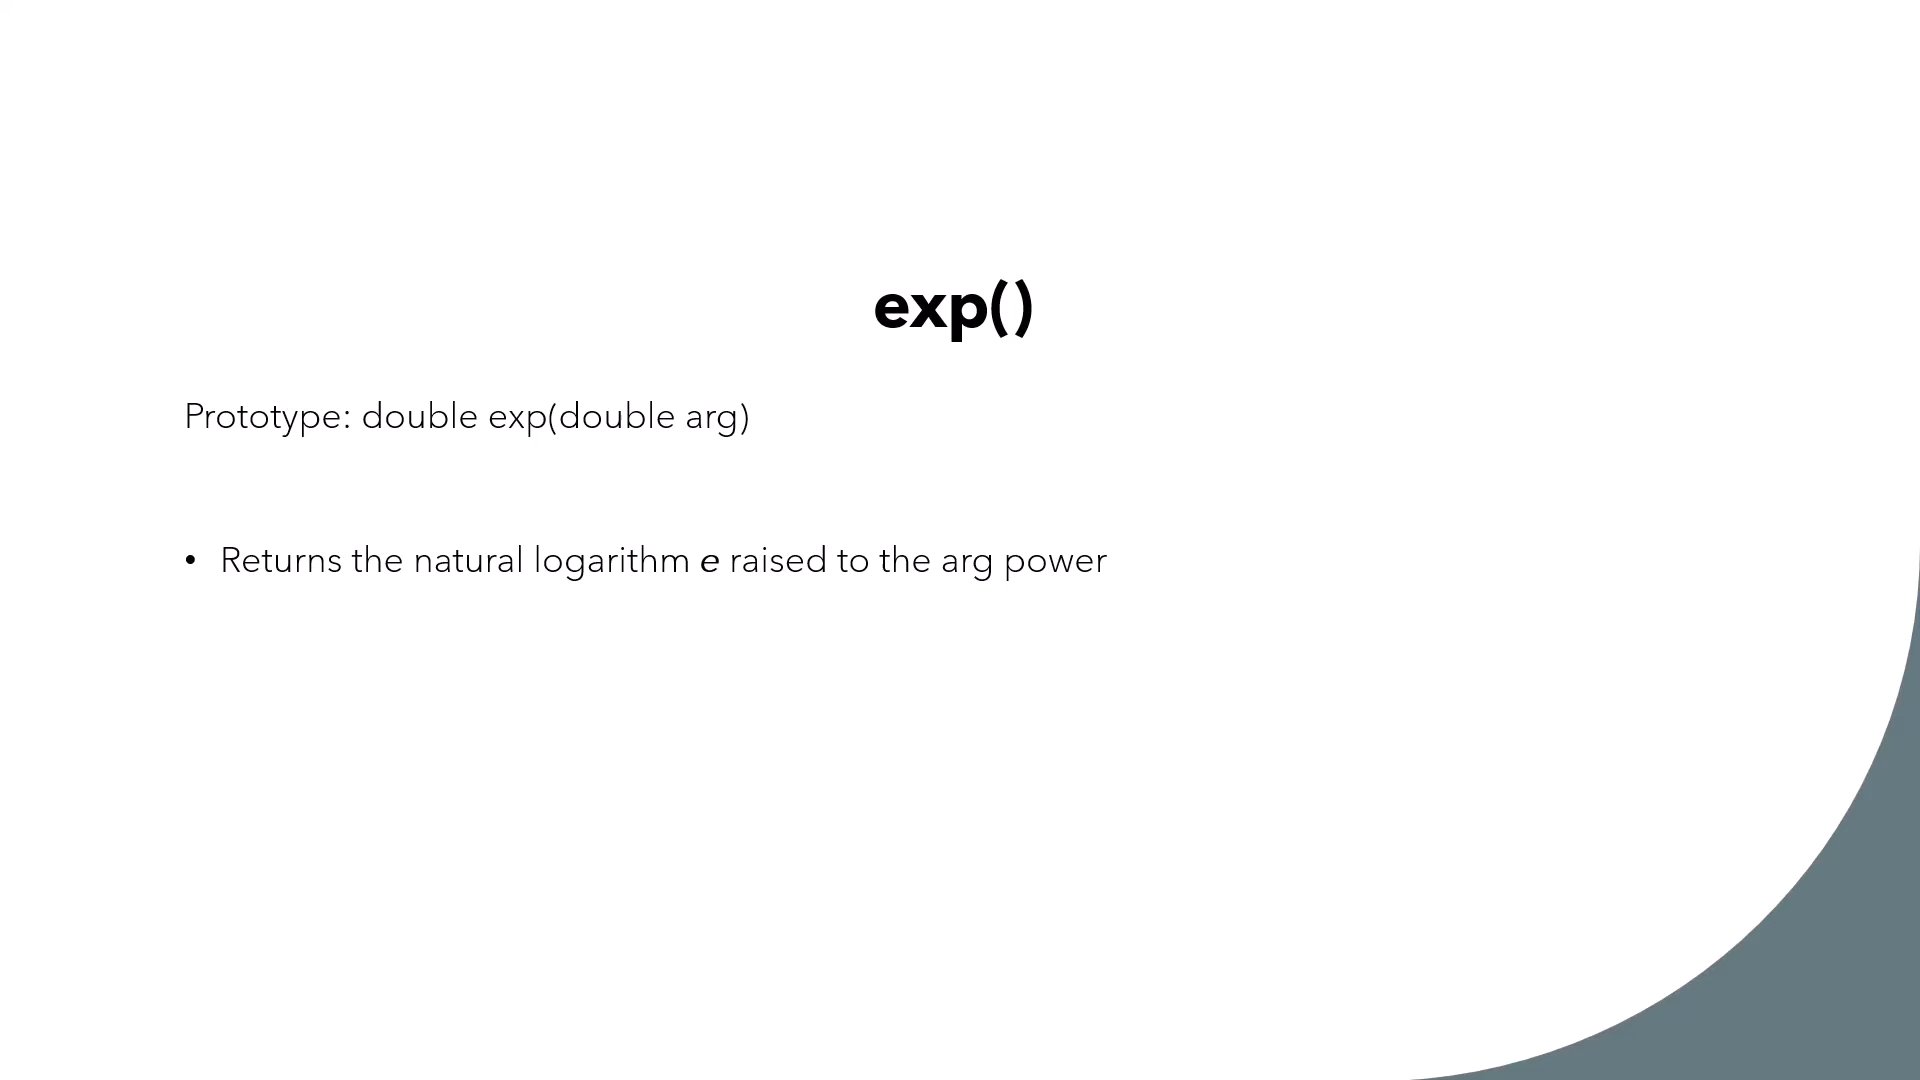 exp()
Prototype: double exp(double arg)
• Returns the natural logarithm e raised to the arg power